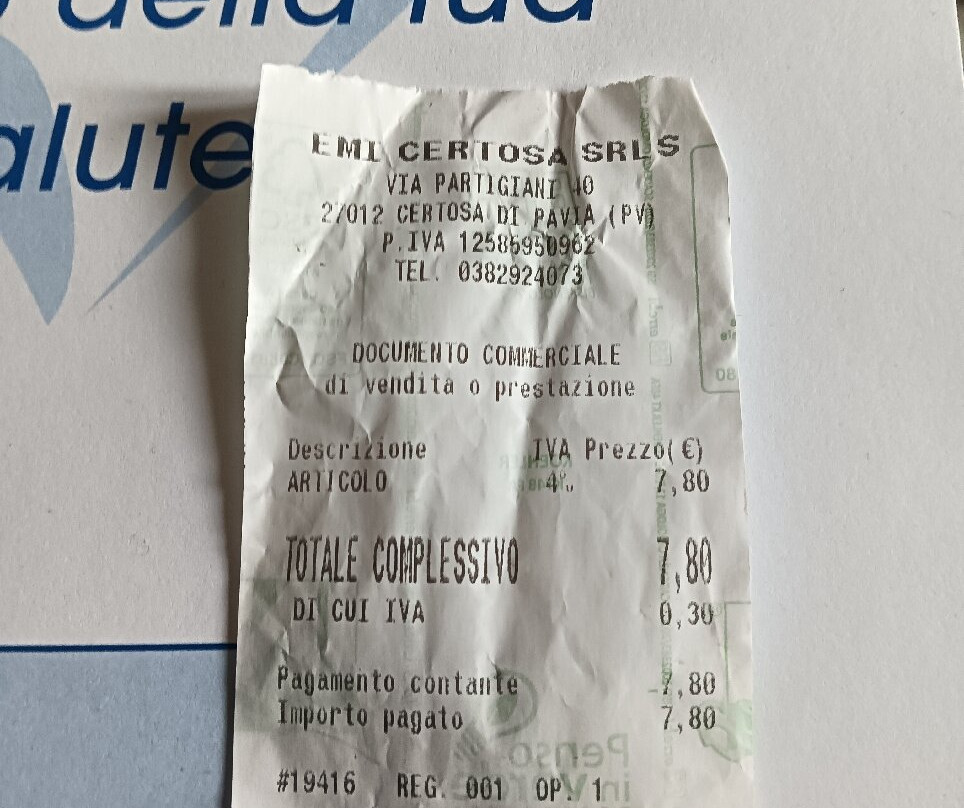 della tua
alute
EMI CERTOSA SRLS
VIA PARTIGIANI 40
27012 CERTOSA DI PAVIA (PV)
P.IVA 12585950962
TEL. 0382924073
DOCUMENTO COMMERCIALE
di vendita o prestazione
Descrizione IVA Prezzo(€)
ARTICOLO 4% 7,80
TOTALE COMPLESSIVO 7,80
DI CUI IVA 0,30
Pagamento contante 7,80
Importo pagato 7,80
#19416 REG. 001 OP. 1